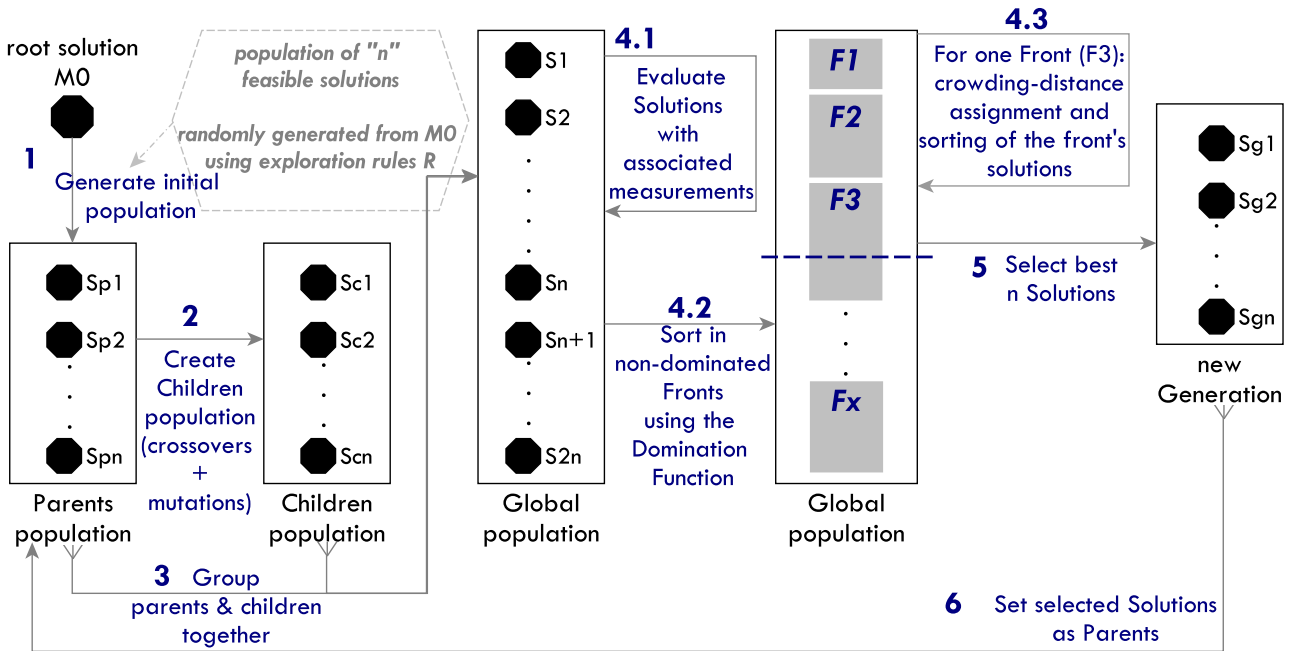 root solution
M0
1
Generate initial
population
population of "n"
feasible solutions
randomly generated from M0
using exploration rules R
Sp1
Sp2
Spn
Parents
population
2
Create
Children
population
(crossovers
+
mutations)
Sc1
Sc2
Scn
Children
population
3 Group
parents & children
together
S1
S2
Sn
Sn+1
S2n
Global
population
4.1
Evaluate
Solutions
with
associated
measurements
4.2
Sort in
non-dominated
Fronts
using the
Domination
Function
F1
F2
F3
Fx
Global
population
4.3
For one Front (F3):
crowding-distance
assignment and
sorting of the front's
solutions
5 Select best
n Solutions
Sg1
Sg2
Sgn
new
Generation
6 Set selected Solutions
as Parents